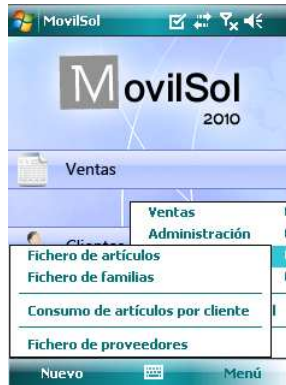 MovilSol
MovilSol
2010
Ventas
Ventas
Administración
Fichero de artículos
Fichero de familias
Consumo de artículos por cliente
Fichero de proveedores
Nuevo
Menú